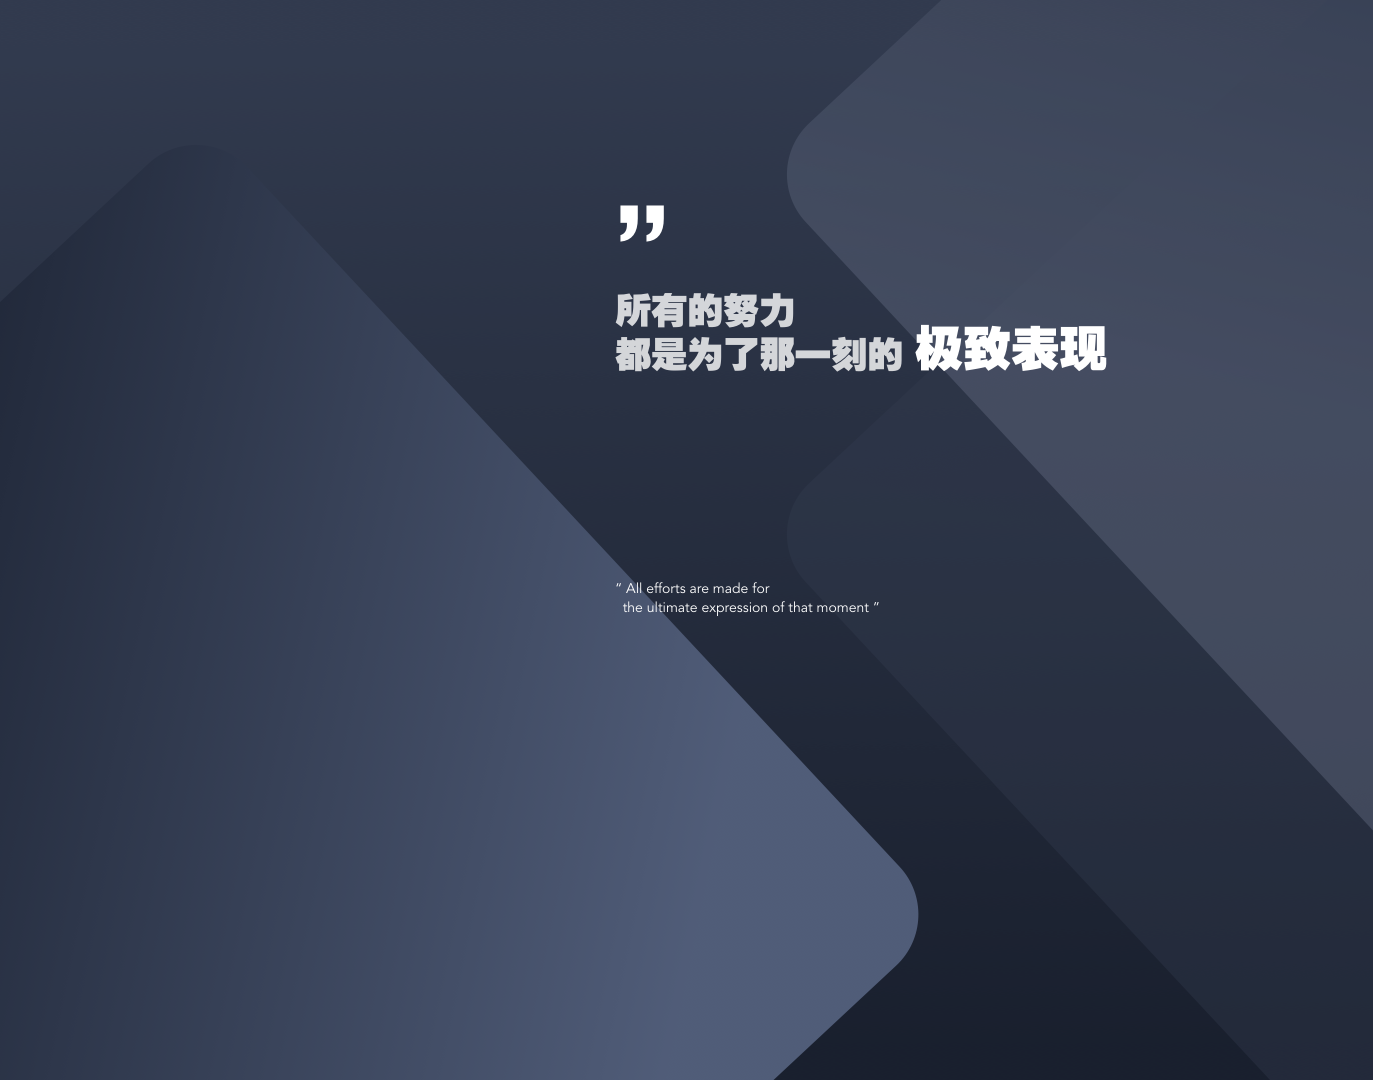 ”
所有的努力
都是为了那一刻的 极致表现
“ All efforts are made for
the ultimate expression of that moment ”